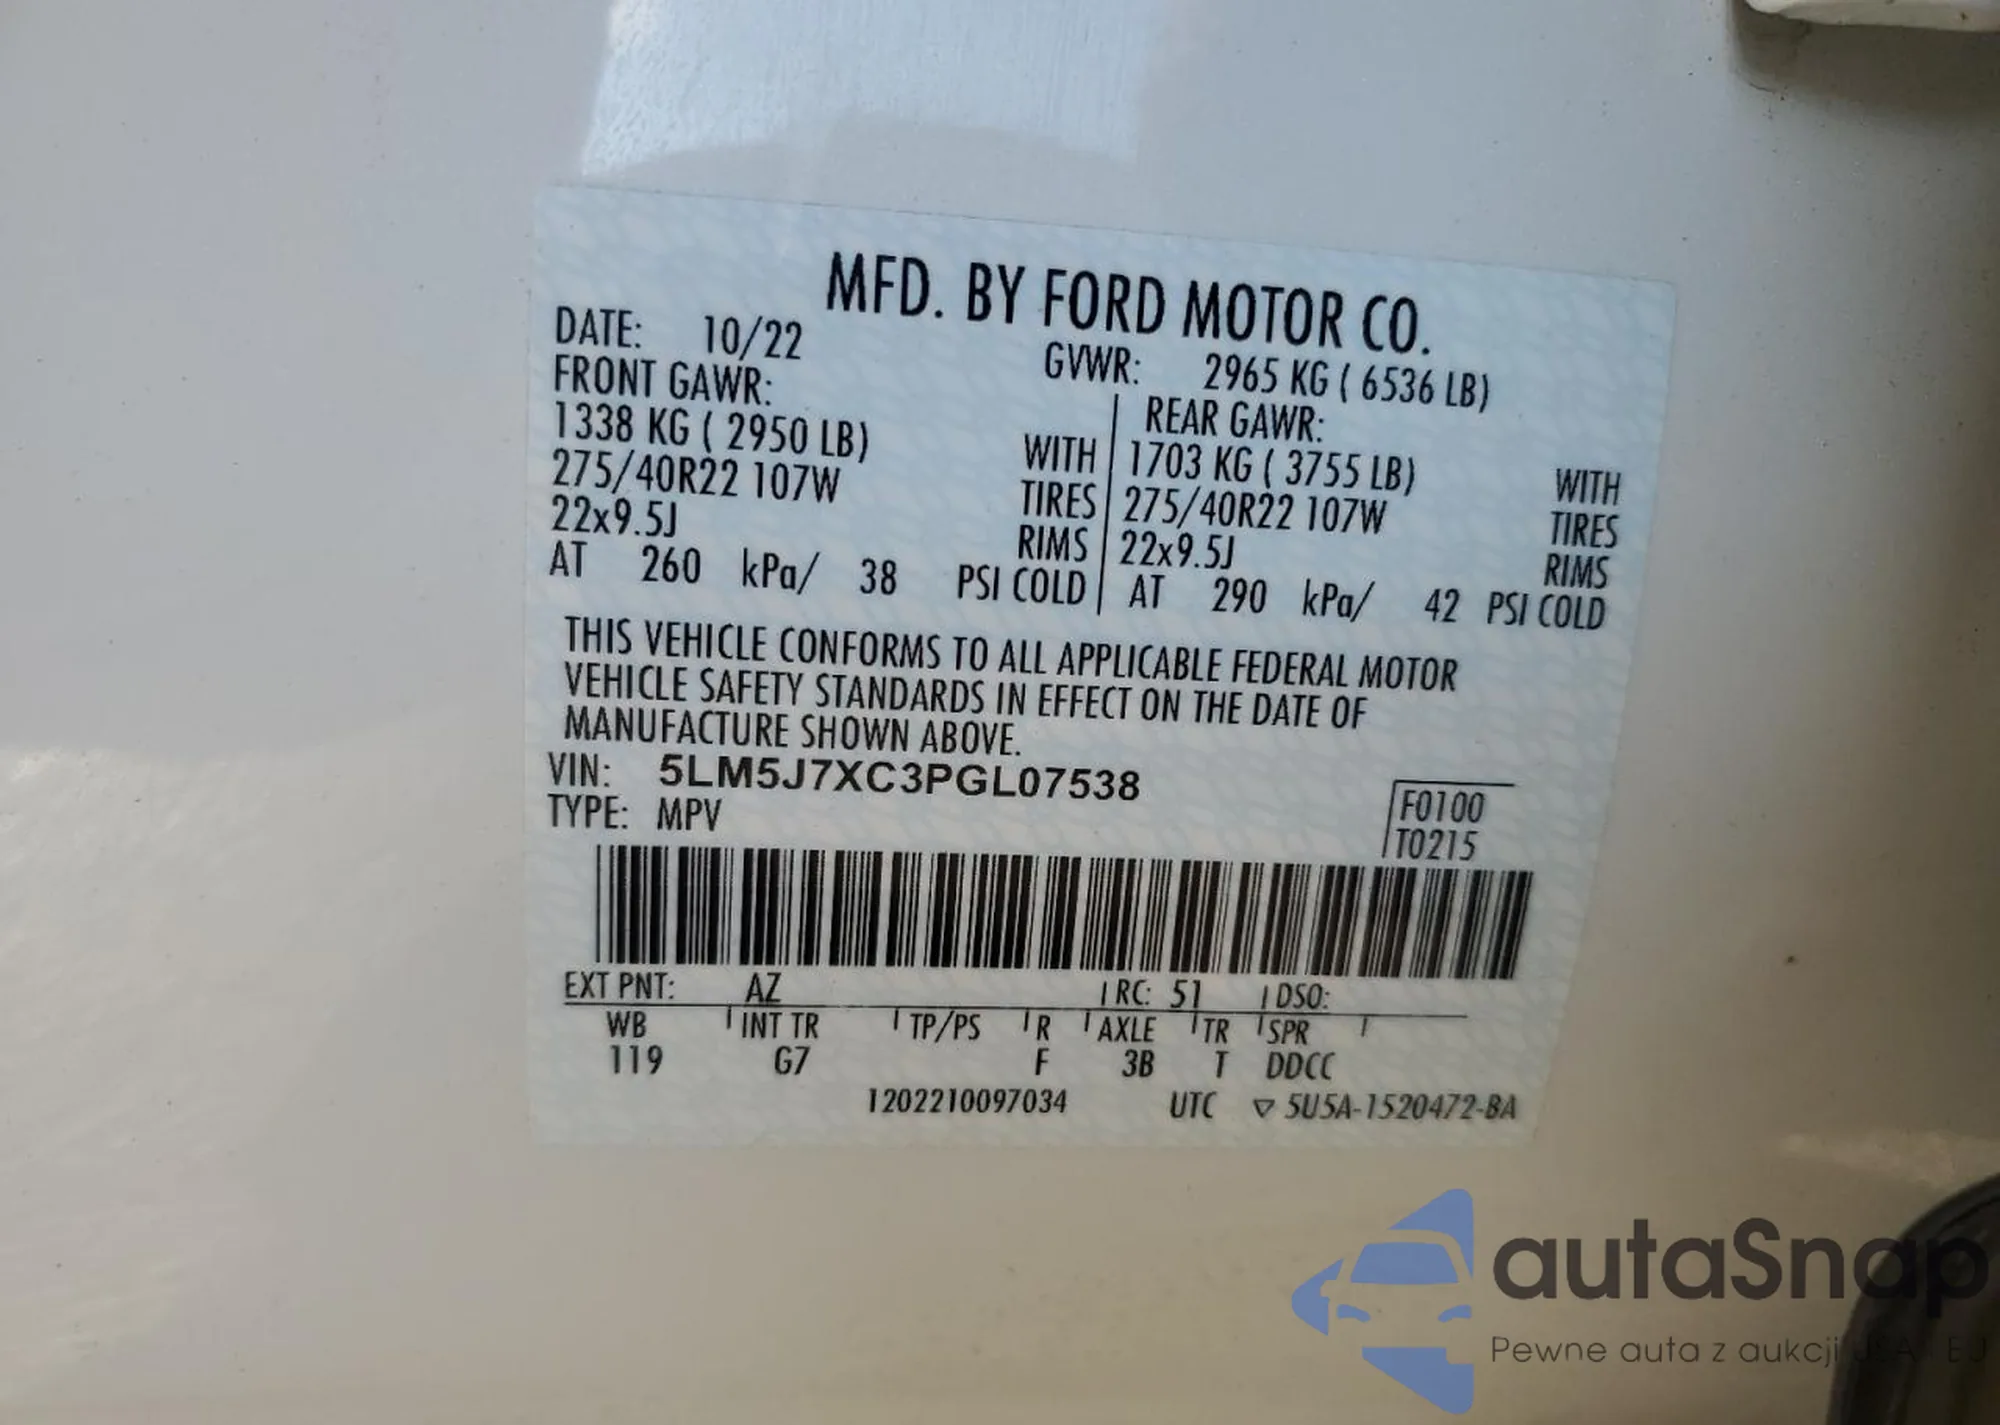 MFD. BY FORD MOTOR CO.
DATE: 10/22 GVWR: 2965 KG ( 6536 LB)
FRONT GAWR: REAR GAWR:
1338 KG ( 2950 LB) WITH 1703 KG ( 3755 LB) WITH
275/40R22 107W TIRES 275/40R22 107W TIRES
22x9.5J RIMS 22x9.5J RIMS
AT 260 kPa/ 38 PSI COLD AT 290 kPa/ 42 PSI COLD
THIS VEHICLE CONFORMS TO ALL APPLICABLE FEDERAL MOTOR
VEHICLE SAFETY STANDARDS IN EFFECT ON THE DATE OF
MANUFACTURE SHOWN ABOVE.
VIN: 5LM5J7XC3PGL07538
TYPE: MPV
F0100
T0215
EXT PNT: AZ RC: 51 DSO:
WB INT TR TP/PS R AXLE TR SPR
119 G7 F 3B T DDCC
1202210097034 UTC ▽ 5U5A-1520472-BA
autaSnap
Pewne auta z aukcji USA